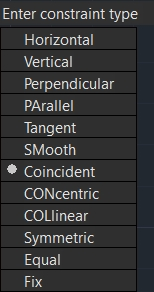 Enter constraint type
Horizontal
Vertical
Perpendicular
PArallel
Tangent
SMooth
Coincident
CONcentric
COLlinear
Symmetric
Equal
Fix